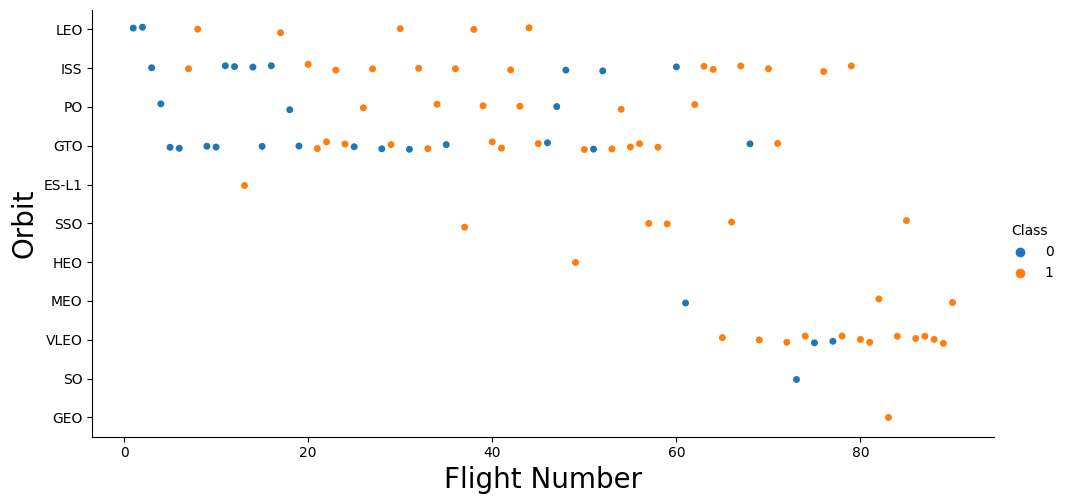 LEO
ISS
PO
GTO
ES-L1
SSO
HEO
MEO
VLEO
SO
GEO
Orbit
0
20
40
60
80
Flight Number
Class
0
1